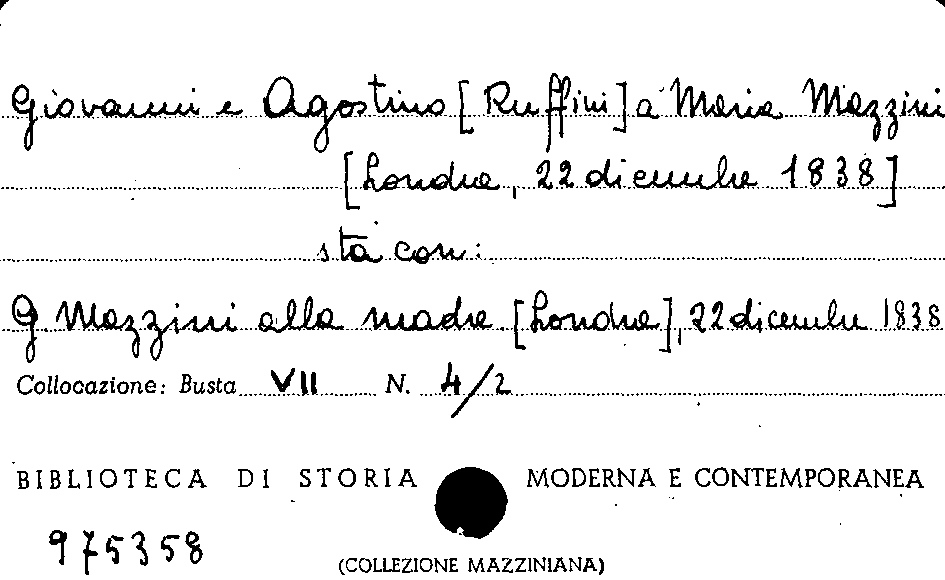 Giovanni e Agostino [Ruffini] a Maria Mazzini
[Londra, 22 dicembre 1838]
sta con:
G. Mazzini alla madre [Londra], 22 dicembre 1838
Collocazione: Busta VII N. 4/2
BIBLIOTECA DI STORIA MODERNA E CONTEMPORANEA
975358
(COLLEZIONE MAZZINIANA)